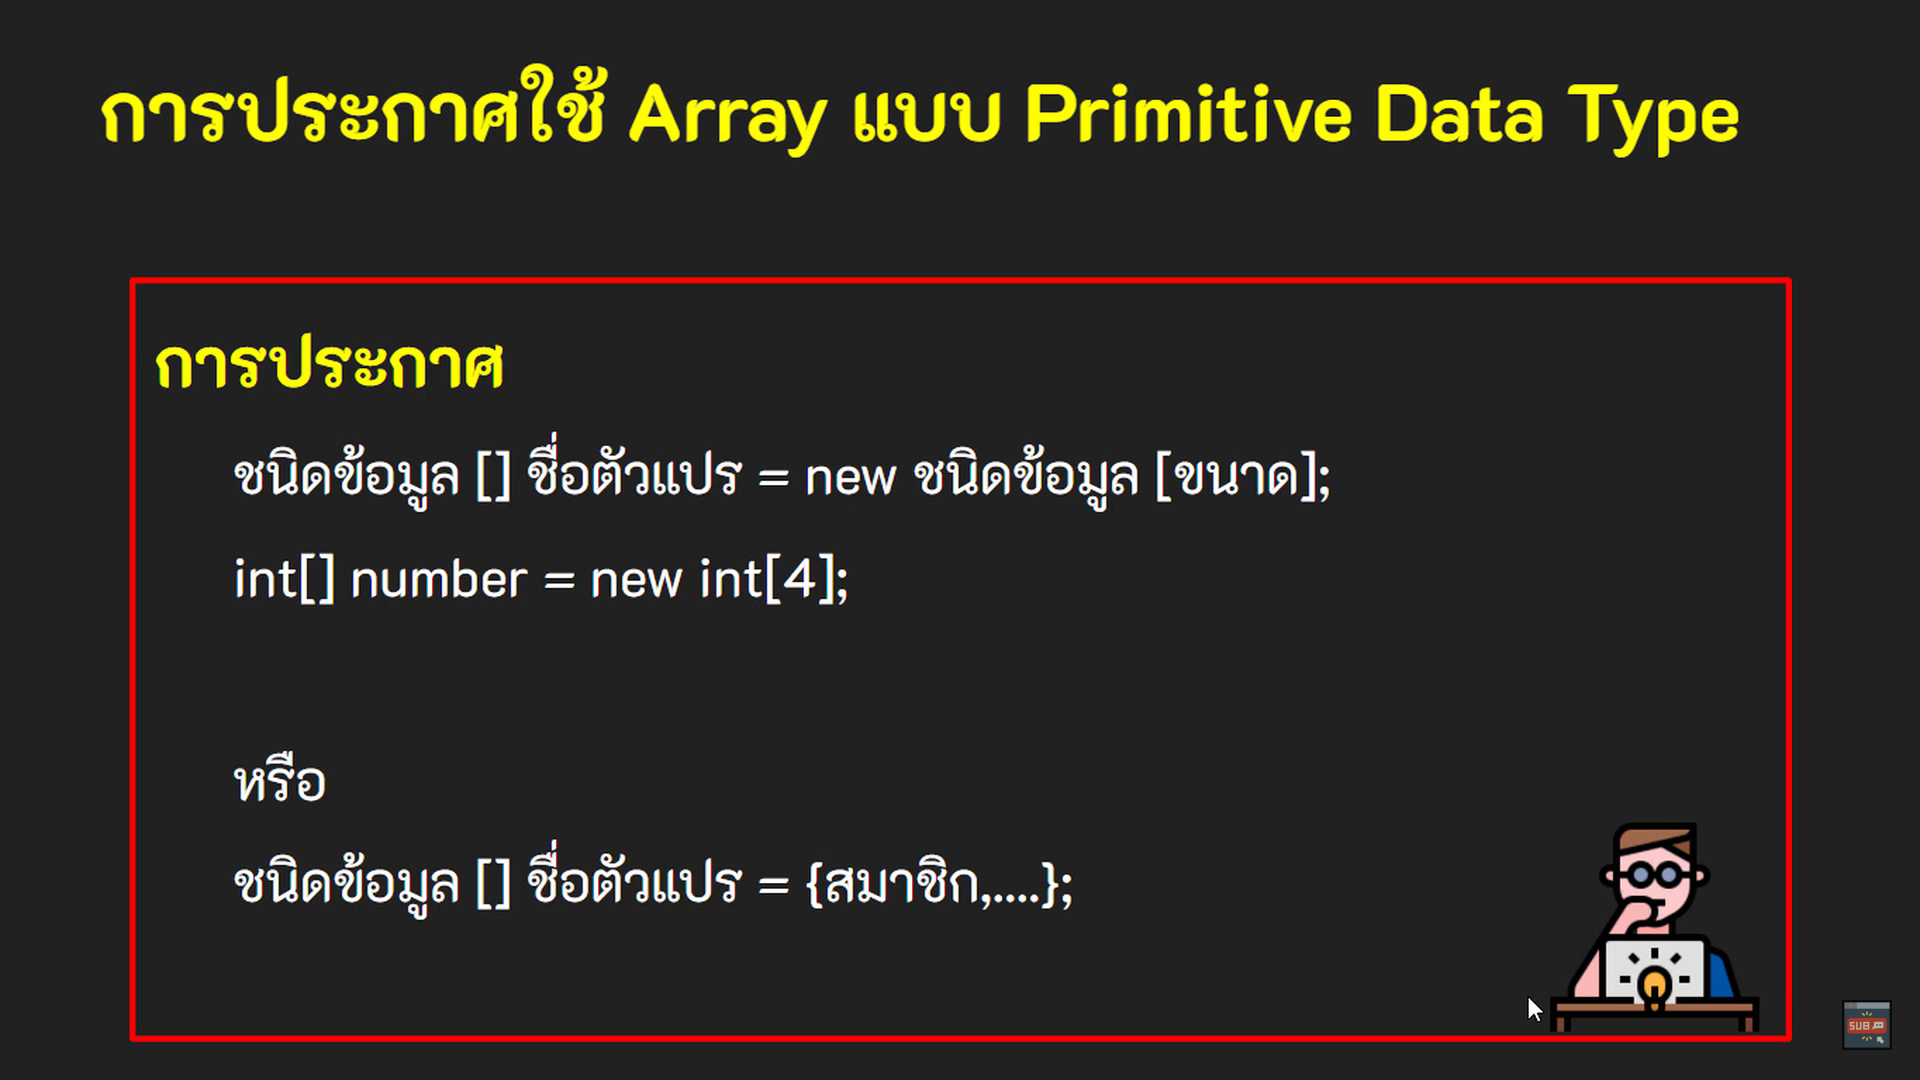 การประกาศใช้ Array แบบ Primitive Data Type
การประกาศ
ชนิดข้อมูล [] ชื่อตัวแปร = new ชนิดข้อมูล [ขนาด];
int[] number = new int[4];
หรือ
ชนิดข้อมูล [] ชื่อตัวแปร = {สมาชิก,....};
SUB